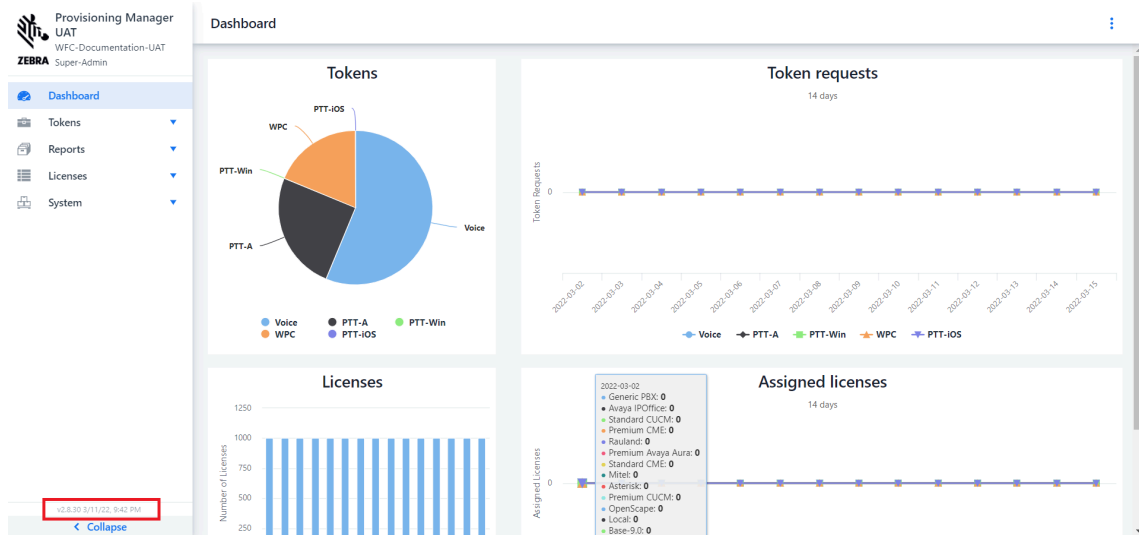 Provisioning Manager
UAT
WFC-Documentation-UAT
Super-Admin
ZEBRA
Dashboard
Tokens
Reports
Licenses
System
v2.8.30 3/11/22, 9:42 PM
Collapse
Dashboard
Tokens
PTT-iOS
WPC
PTT-Win
PTT-A
Voice
Voice
PTT-A
PTT-Win
WPC
PTT-iOS
Token requests
14 days
Token Requests
0
2022-03-02
2022-03-03
2022-03-04
2022-03-05
2022-03-06
2022-03-07
2022-03-08
2022-03-09
2022-03-10
2022-03-11
2022-03-12
2022-03-13
2022-03-14
2022-03-15
Voice
PTT-A
PTT-Win
WPC
PTT-iOS
Licenses
Number of Licenses
1250
1000
750
500
250
Assigned licenses
14 days
Assigned Licenses
0
2022-03-02
Generic PBX: 0
Avaya IPOffice: 0
Standard CUCM: 0
Premium CME: 0
Rauland: 0
Premium Avaya Aura: 0
Standard CME: 0
Mitel: 0
Asterisk: 0
Premium CUCM: 0
OpenScape: 0
Local: 0
Base-9.0: 0